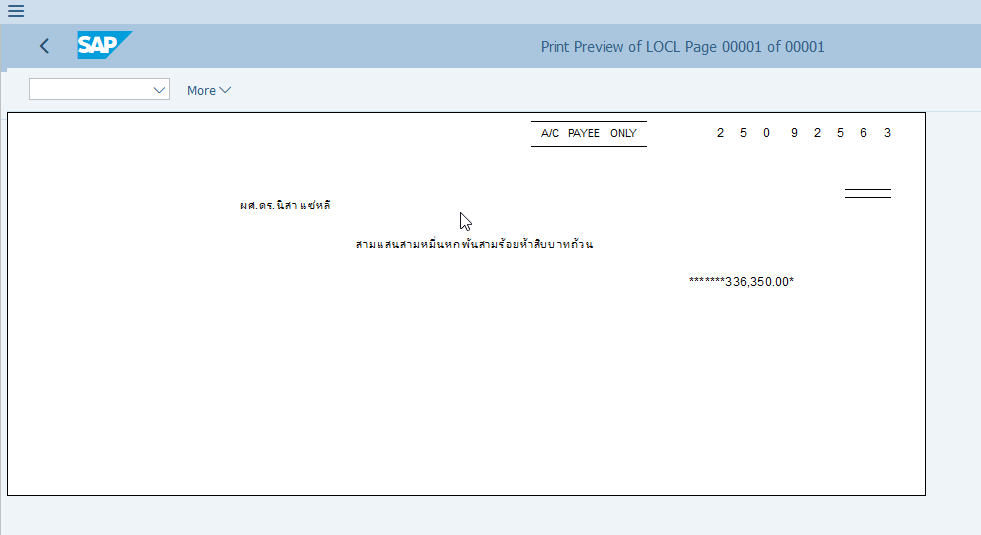 SAP
Print Preview of LOCL Page 00001 of 00001
More
A/C PAYEE ONLY
2 5 0 9 2 5 6 3
ผศ.ดร.นิสา แซ่หลี
สามแสนสามหมื่นหกพันสามร้อยห้าสิบบาทถ้วน
*******336,350.00*